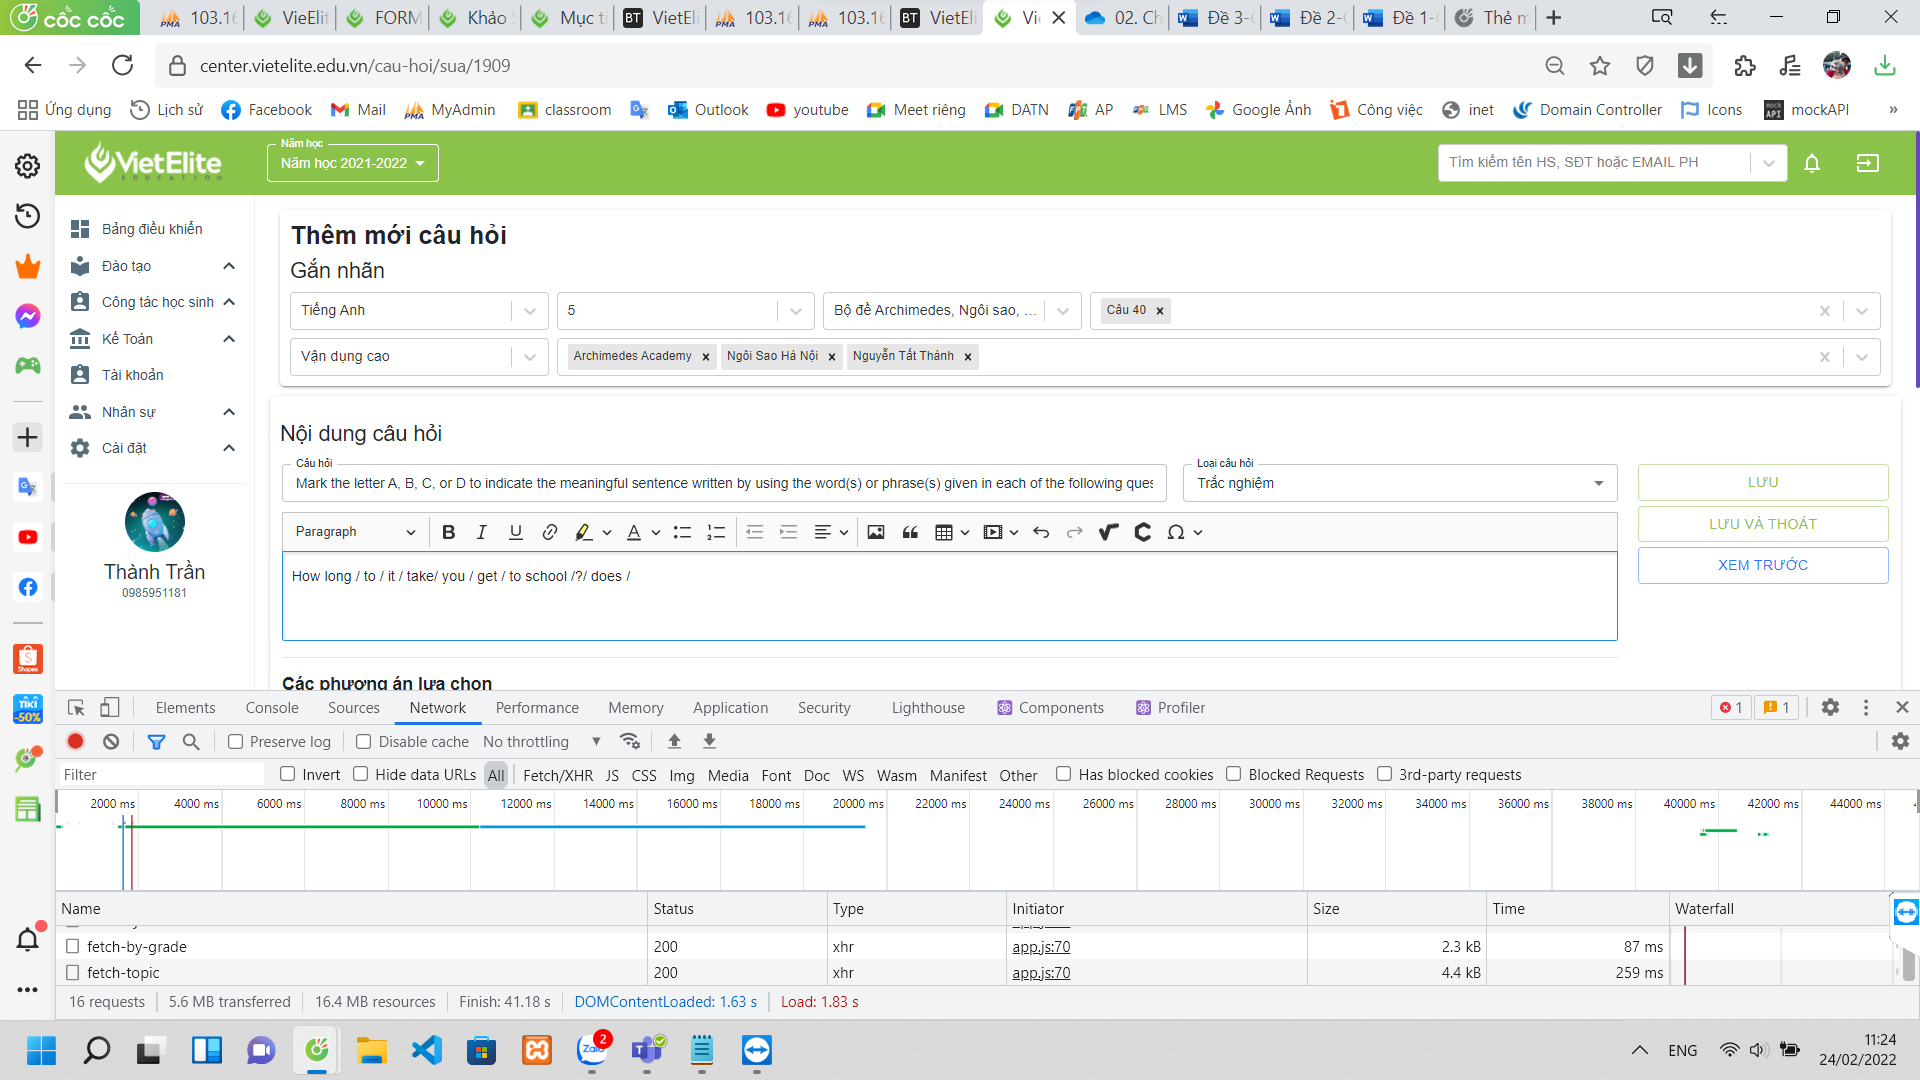 cốc cốc
103.16
VieElit
FORM
Khảo S
Mục ti
BT VietEli
103.16
103.16
BT VietEli
Vi
02. Ch
Đề 3-
Đề 2-
Đề 1-
Thẻ m
center.vietelite.edu.vn/cau-hoi/sua/1909
Ứng dụng
Lịch sử
Facebook
Mail
MyAdmin
classroom
Outlook
youtube
Meet riêng
DATN
AP
LMS
Google Ảnh
Công việc
inet
Domain Controller
Icons
mockAPI
»
VietElite
EDUCATION
Năm học
Năm học 2021-2022
Tìm kiếm tên HS, SĐT hoặc EMAIL PH
Bảng điều khiển
Đào tạo
Công tác học sinh
Kế Toán
Tài khoản
Nhân sự
Cài đặt
Thành Trần
0985951181
Thêm mới câu hỏi
Gắn nhãn
Tiếng Anh
5
Bộ đề Archimedes, Ngôi sao, ...
Câu 40
Vận dụng cao
Archimedes Academy
Ngôi Sao Hà Nội
Nguyễn Tất Thành
Nội dung câu hỏi
Câu hỏi
Mark the letter A, B, C, or D to indicate the meaningful sentence written by using the word(s) or phrase(s) given in each of the following ques
Loại câu hỏi
Trắc nghiệm
LƯU
LƯU VÀ THOÁT
XEM TRƯỚC
Paragraph
How long / to / it / take/ you / get / to school /?/ does /
Các phương án lựa chọn
Shopee
TIKI
-50%
Elements
Console
Sources
Network
Performance
Memory
Application
Security
Lighthouse
Components
Profiler
1
1
Preserve log
Disable cache
No throttling
Filter
Invert
Hide data URLs
All
Fetch/XHR
JS
CSS
Img
Media
Font
Doc
WS
Wasm
Manifest
Other
Has blocked cookies
Blocked Requests
3rd-party requests
2000 ms
4000 ms
6000 ms
8000 ms
10000 ms
12000 ms
14000 ms
16000 ms
18000 ms
20000 ms
22000 ms
24000 ms
26000 ms
28000 ms
30000 ms
32000 ms
34000 ms
36000 ms
38000 ms
40000 ms
42000 ms
44000 ms
Name
Status
Type
Initiator
Size
Time
Waterfall
fetch-by-grade
200
xhr
app.js:70
2.3 kB
87 ms
fetch-topic
200
xhr
app.js:70
4.4 kB
259 ms
16 requests
5.6 MB transferred
16.4 MB resources
Finish: 41.18 s
DOMContentLoaded: 1.63 s
Load: 1.83 s
Zalo
2
ENG
11:24
24/02/2022